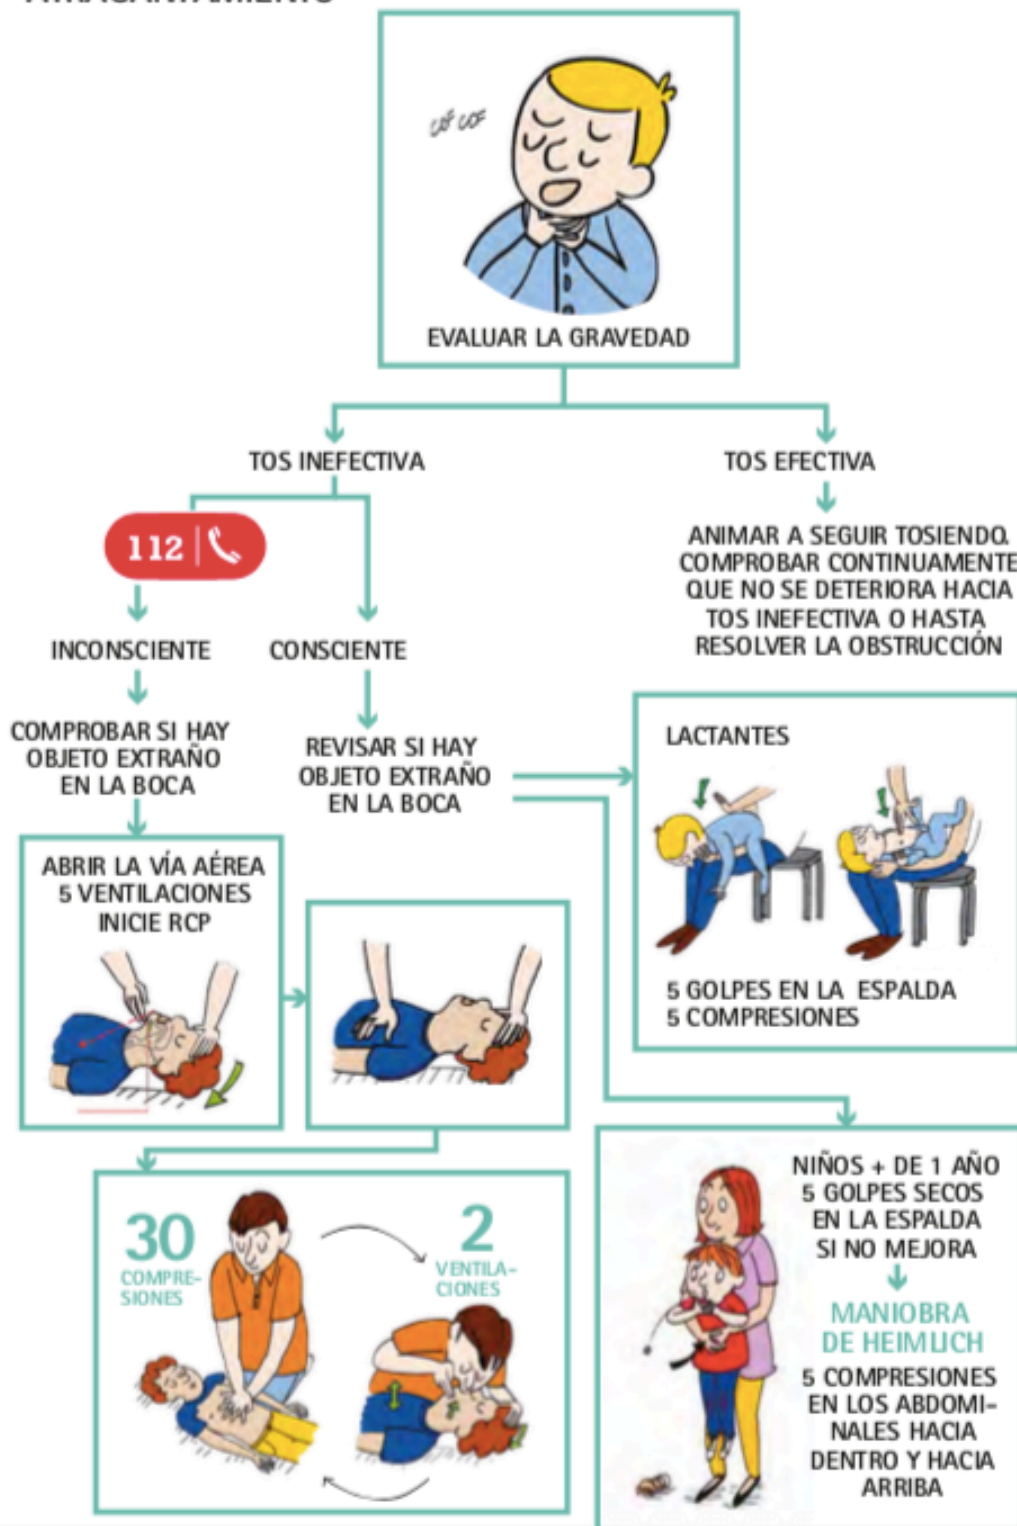 ATRAGANTAMIENTO
COF COF
EVALUAR LA GRAVEDAD
TOS INEFECTIVA
TOS EFECTIVA
112
ANIMAR A SEGUIR TOSIENDO.
COMPROBAR CONTINUAMENTE
QUE NO SE DETERIORA HACIA
TOS INEFECTIVA O HASTA
RESOLVER LA OBSTRUCCIÓN
INCONSCIENTE
CONSCIENTE
COMPROBAR SI HAY
OBJETO EXTRAÑO
EN LA BOCA
REVISAR SI HAY
OBJETO EXTRAÑO
EN LA BOCA
LACTANTES
5 GOLPES EN LA ESPALDA
5 COMPRESIONES
ABRIR LA VÍA AÉREA
5 VENTILACIONES
INICIE RCP
30
COMPRE-
SIONES
2
VENTILA-
CIONES
NIÑOS + DE 1 AÑO
5 GOLPES SECOS
EN LA ESPALDA
SI NO MEJORA
MANIOBRA
DE HEIMLICH
5 COMPRESIONES
EN LOS ABDOMI-
NALES HACIA
DENTRO Y HACIA
ARRIBA